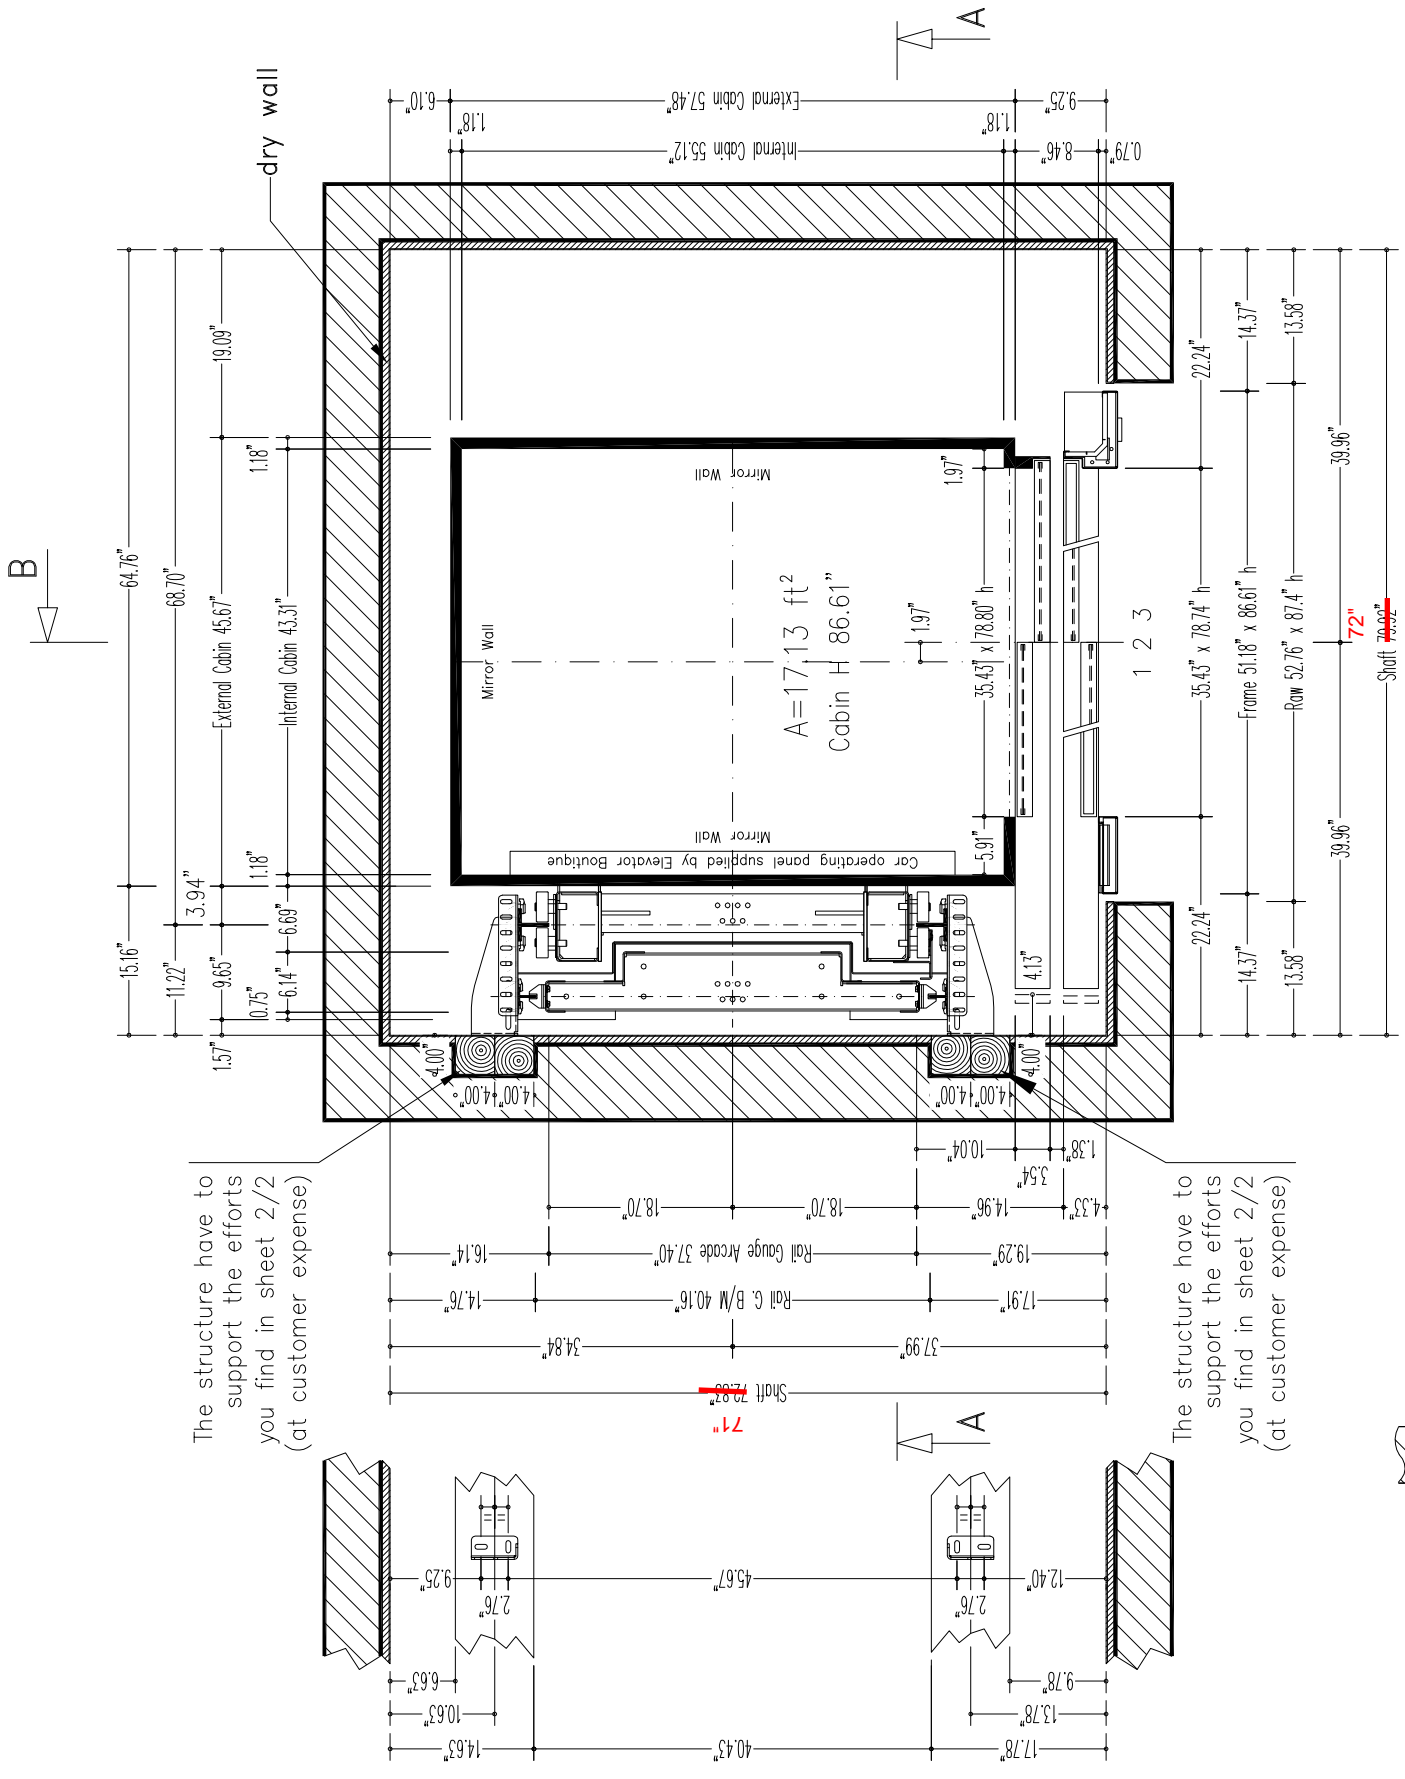 A
B
dry wall
6.10"
External Cabin 57.48
9.25"
1.18"
1.18"
Internal Cabin 55.12"
8.46"
0.79"
64.76"
15.16"
68.70"
11.22"
3.94"
19.09"
External Cabin 45.67"
9.65"
1.57"
1.18"
Internal Cabin 43.31"
1.18"
6.69"
6.14"
0.75"
Mirror Wall
Mirror Wall
Mirror Wall
A=17.13 ft²
Cabin H 86.61"
1.97"
1.97"
35.43" x 78.80" h
5.91"
Car operating panel supplied by Elevator Boutique
1 2 3
22.24"
35.43" x 78.74" h
22.24"
14.37"
Frame 51.18" x 86.61" h
14.37"
13.58"
Raw 52.76" x 87.4" h
13.58"
39.96"
39.96"
72"
Shaft 79.92"
4.13"
4.00"
4.00"
4.00"
4.00"
4.00"
4.00"
The structure have to
support the efforts
you find in sheet 2/2
(at customer expense)
The structure have to
support the efforts
you find in sheet 2/2
(at customer expense)
10.04"
3.54"
1.38"
18.70"
18.70"
14.96"
4.33"
16.14"
Rail Gauge Arcade 37.40"
19.29"
14.76"
Rail G. B/M 40.16"
17.91"
34.84"
37.99"
Shaft 72.83"
71"
A
9.25"
2.76"
45.67"
2.76"
12.40"
6.63"
9.78"
10.63"
13.78"
14.63"
40.43"
17.78"